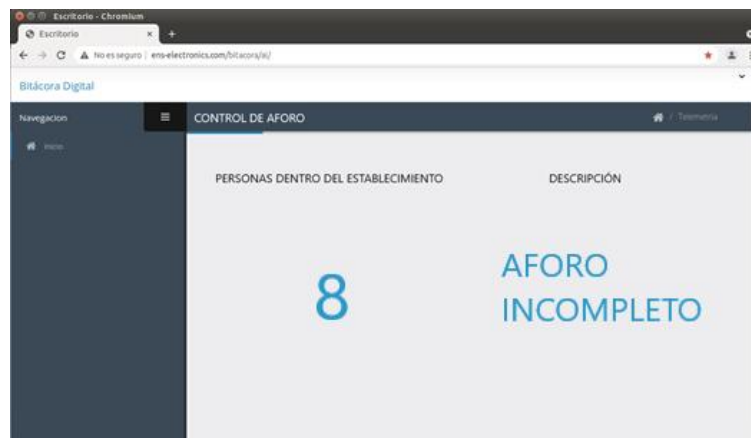 Escritorio - Chromium
Escritorio
No es seguro | ens-electronics.com/bitacora/al/
Bitácora Digital
Navegacion
CONTROL DE AFORO
/ Telemetria
Inicio
PERSONAS DENTRO DEL ESTABLECIMIENTO
DESCRIPCIÓN
8
AFORO
INCOMPLETO